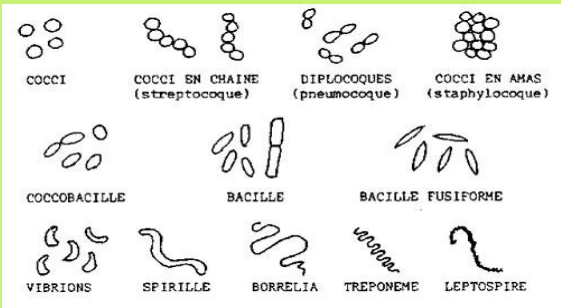 COCCI
COCCI EN CHAINE
(streptocoque)
DIPLOCOQUES
(pneumocoque)
COCCI EN AMAS
(staphylocoque)
COCCOBACILLE
BACILLE
BACILLE FUSIFORME
VIBRIONS
SPIRILLE
BORRELIA
TREPONEME
LEPTOSPIRE